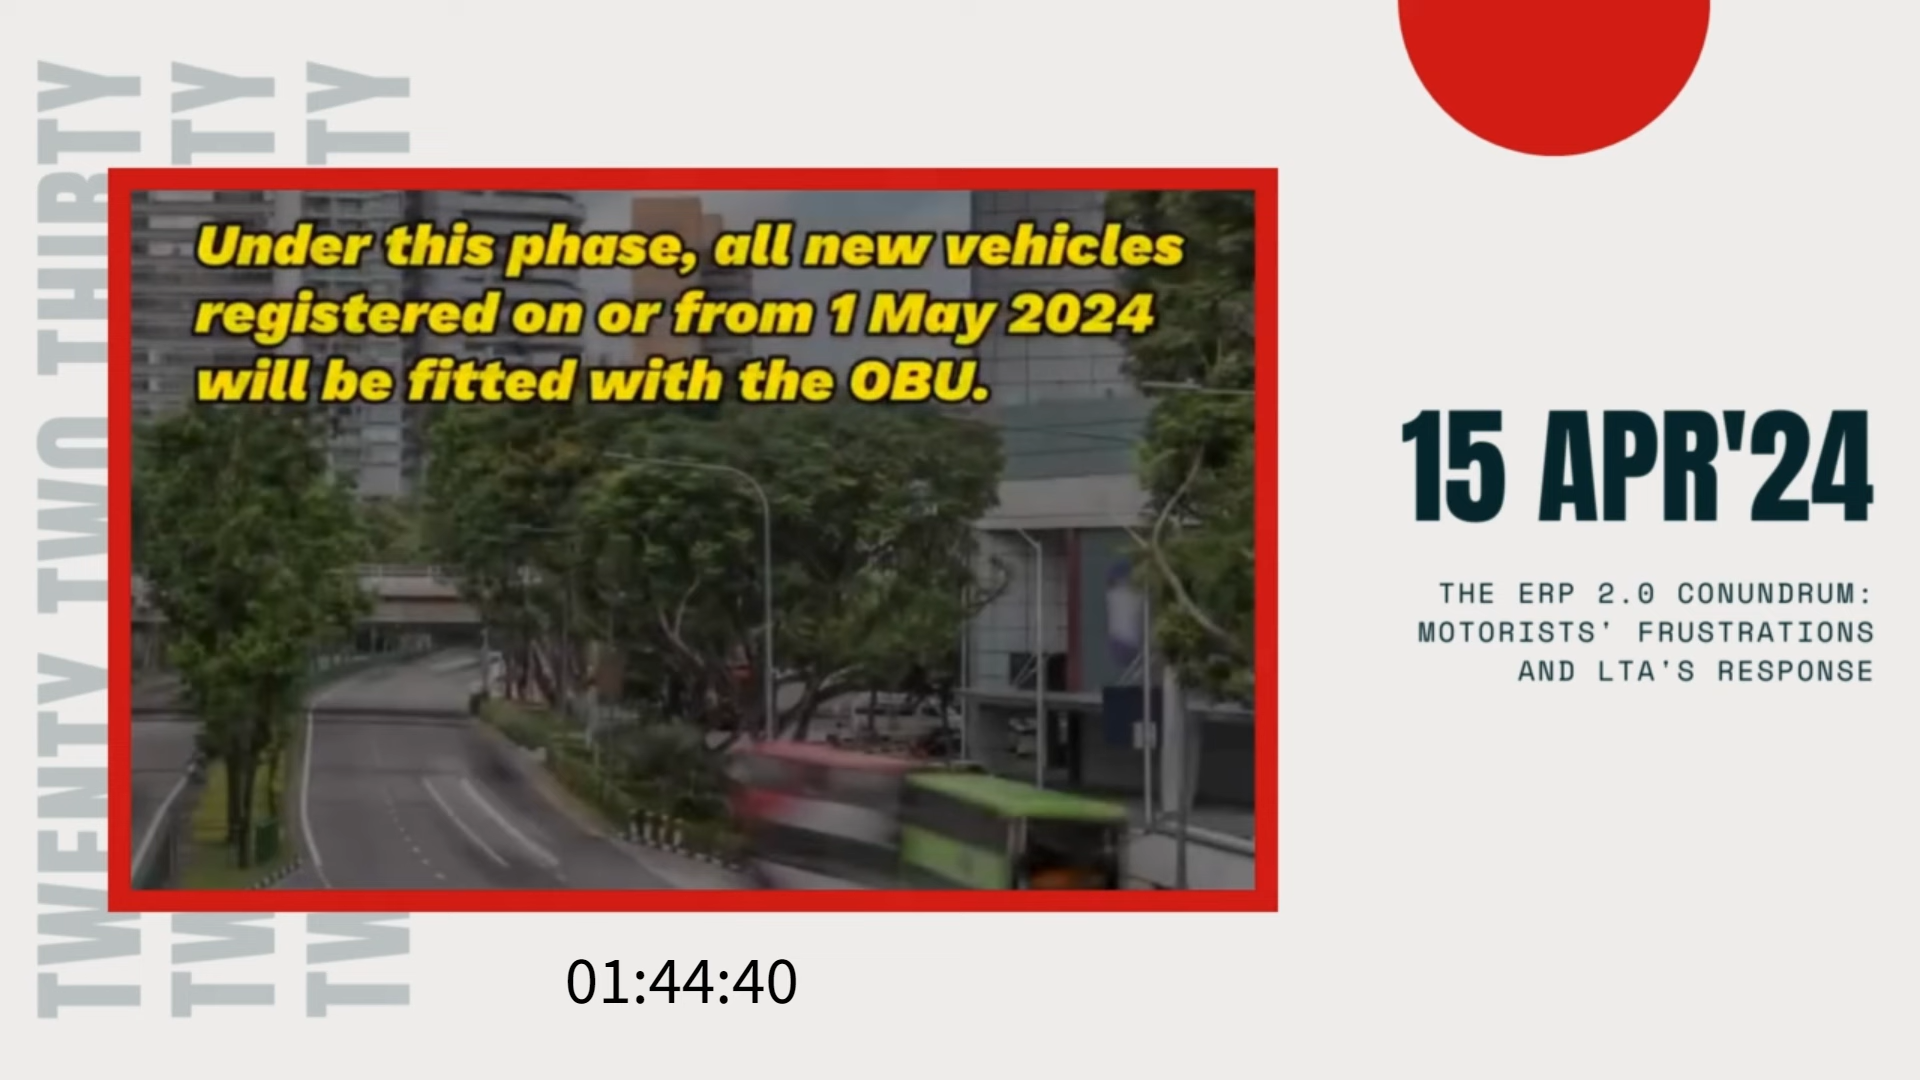 TWENTY TWO THIRTY
Under this phase, all new vehicles
registered on or from 1 May 2024
will be fitted with the OBU.
15 APR'24
THE ERP 2.0 CONUNDRUM:
MOTORISTS' FRUSTRATIONS
AND LTA'S RESPONSE
01:44:40